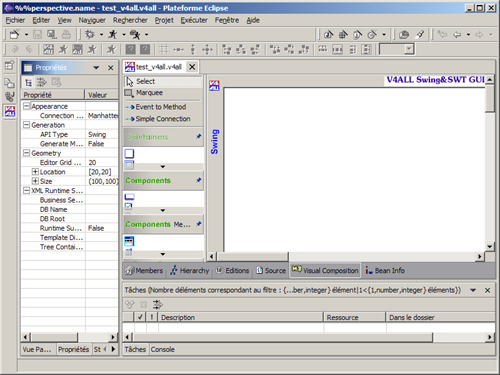 %%perspective.name - test_v4all.v4all - Plateforme Eclipse
Fichier Editer View Naviguer Rechercher Projet Exécuter Fenêtre Aide
Propriétés
Propriété Valeur
Appearance
Connection ... Manhatter
Generation
API Type Swing
Generate M... False
Geometry
Editor Grid ... 20
Location [20,20]
Size (100,100)
XML Runtime S...
Business Se...
DB Name
DB Root
Runtime Su... False
Template Di...
Tree Contai...
Vue Pa... Propriétés St
test_v4all.v4all
Select
Marquee
Event to Method
Simple Connection
Containers
Components
Components Me...
V4ALL Swing&SWT GUI
Swing
Members Hierarchy Editions Source Visual Composition Bean Info
Tâches (Nombre déléments correspondant au filtre : {...ber,integer} élément|1<{1,number,integer} éléments})
! Description Ressource Dans le dossier
Tâches Console